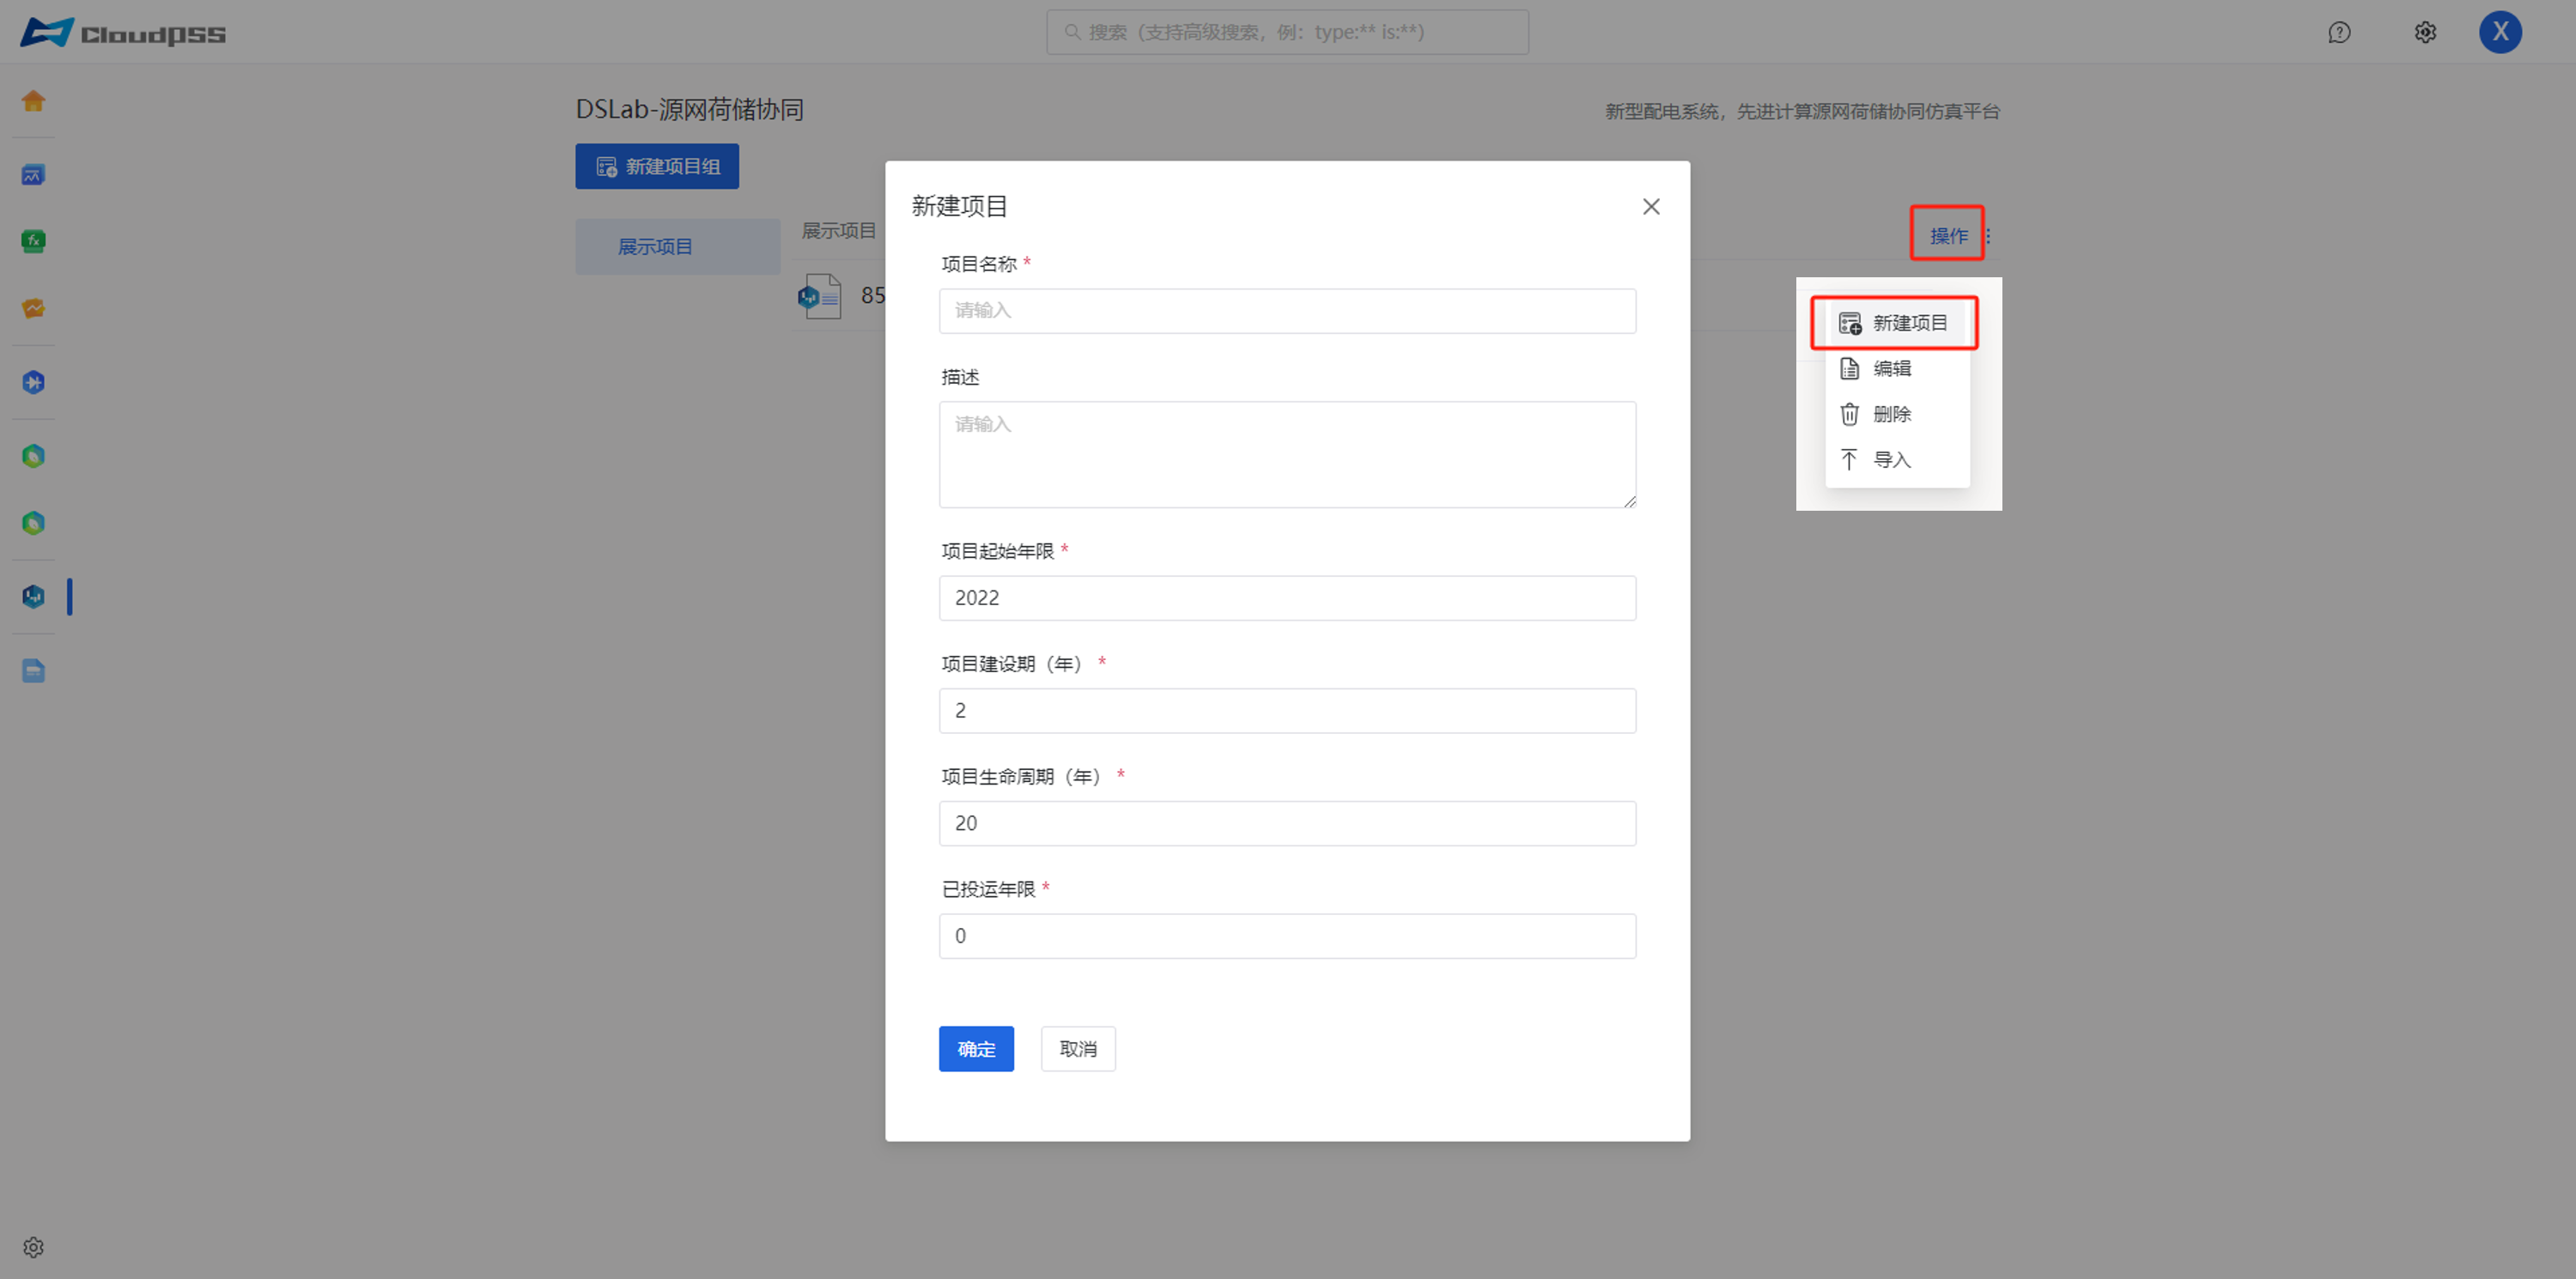 CloudPSS
搜索（支持高级搜索，例：type:** is:**）
X
DSLab-源网荷储协同
新型配电系统，先进计算源网荷储协同仿真平台
新建项目组
展示项目
展示项目
操作
85
新建项目
编辑
删除
导入
新建项目
项目名称 *
请输入
描述
请输入
项目起始年限 *
2022
项目建设期（年） *
2
项目生命周期（年） *
20
已投运年限 *
0
确定
取消